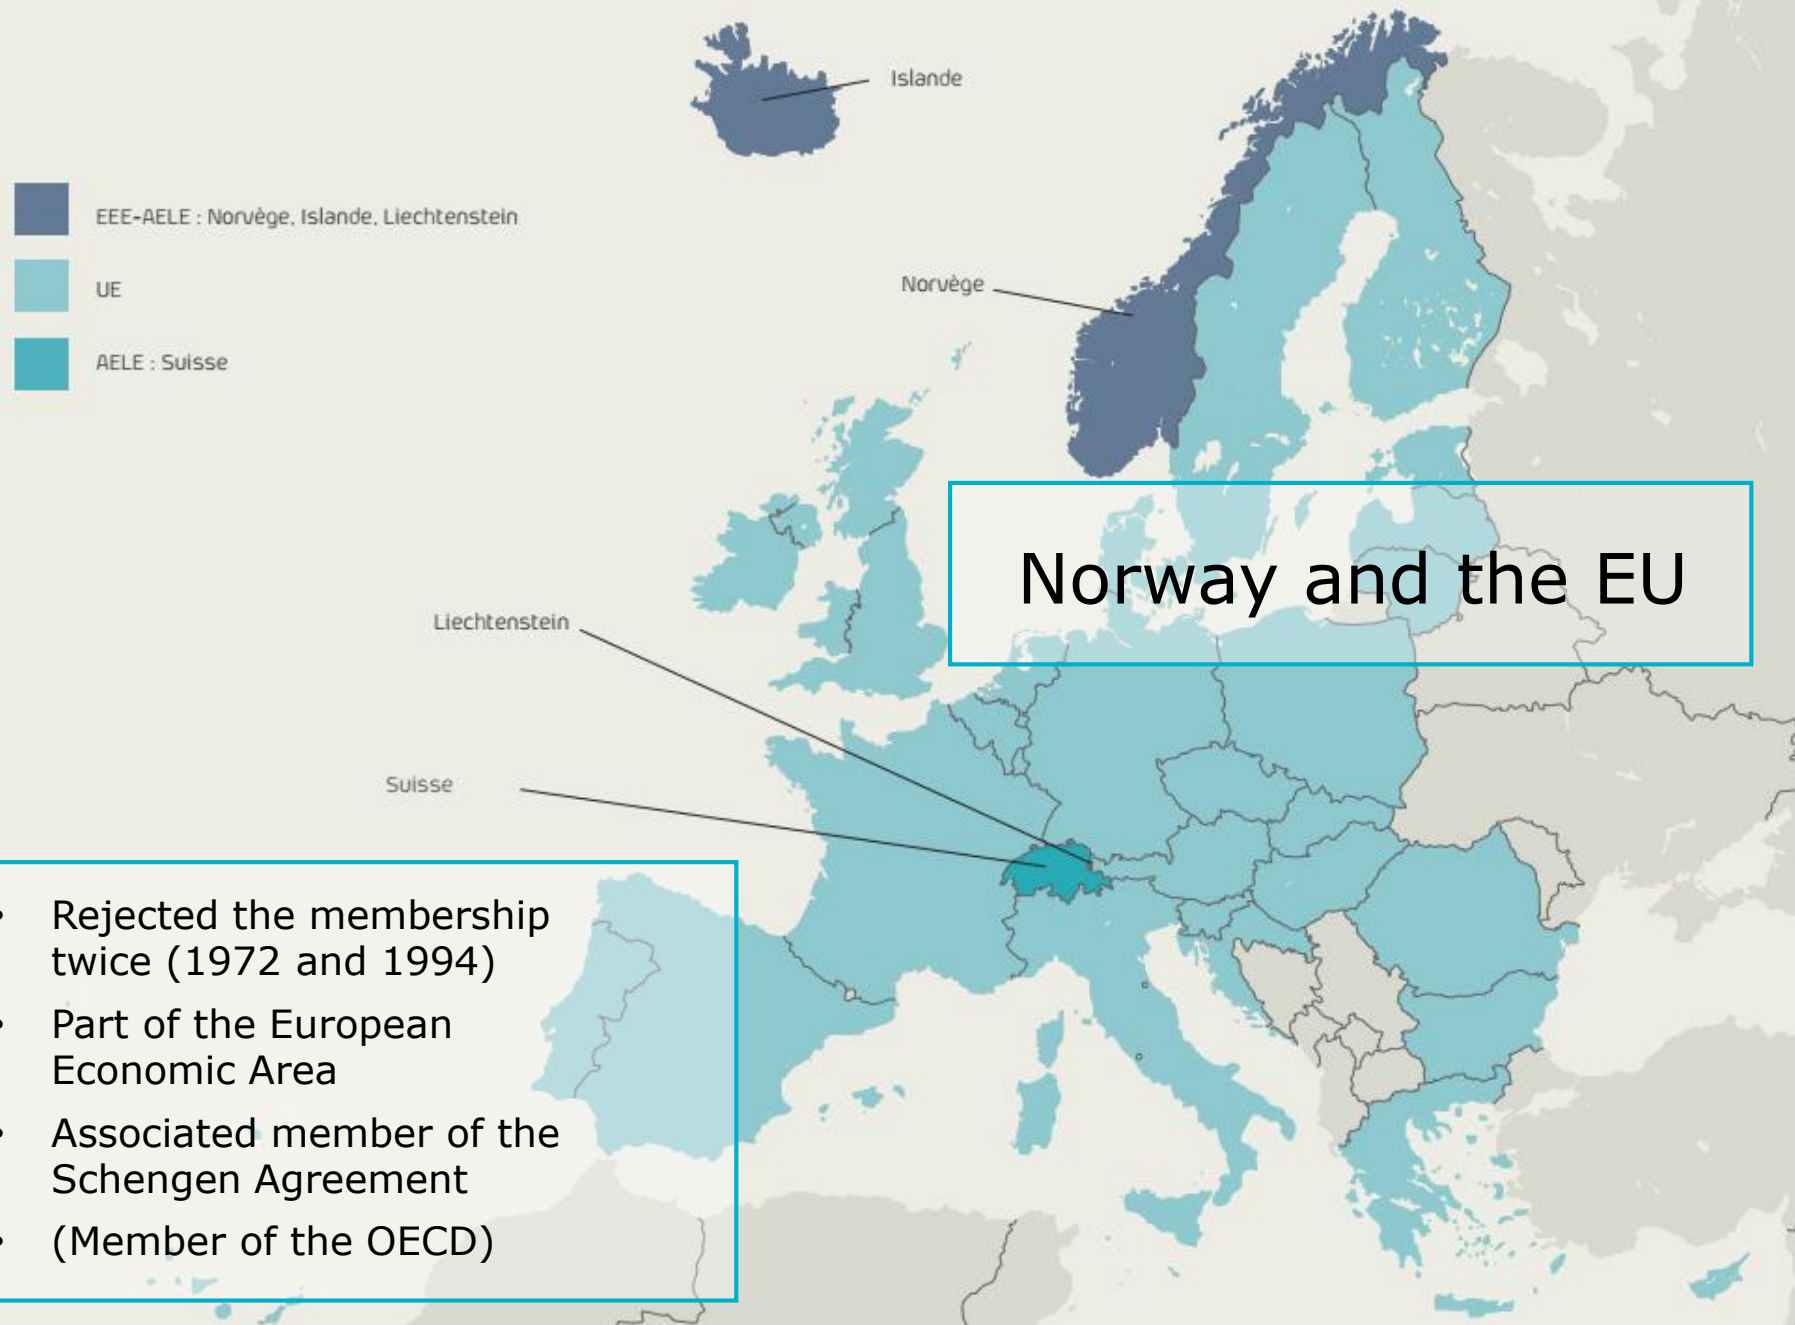 Islande
EEE-AELE : Norvège, Islande, Liechtenstein
UE
AELE : Suisse
Norvège
Norway and the EU
Liechtenstein
Suisse
• Rejected the membership
twice (1972 and 1994)
• Part of the European
Economic Area
• Associated member of the
Schengen Agreement
• (Member of the OECD)